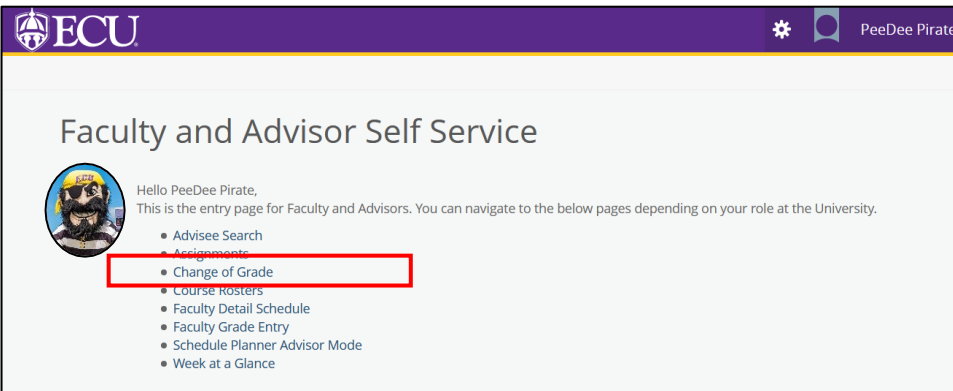 ECU
PeeDee Pirate
Faculty and Advisor Self Service
Hello PeeDee Pirate,
This is the entry page for Faculty and Advisors. You can navigate to the below pages depending on your role at the University.
Advisee Search
Assignments
Change of Grade
Course Rosters
Faculty Detail Schedule
Faculty Grade Entry
Schedule Planner Advisor Mode
Week at a Glance